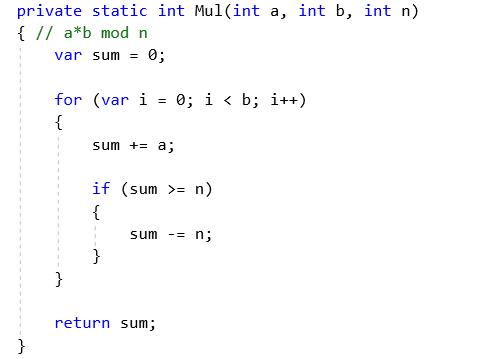 private static int Mul(int a, int b, int n)
{ // a*b mod n
    var sum = 0;

    for (var i = 0; i < b; i++)
    {
        sum += a;

        if (sum >= n)
        {
            sum -= n;
        }
    }

    return sum;
}